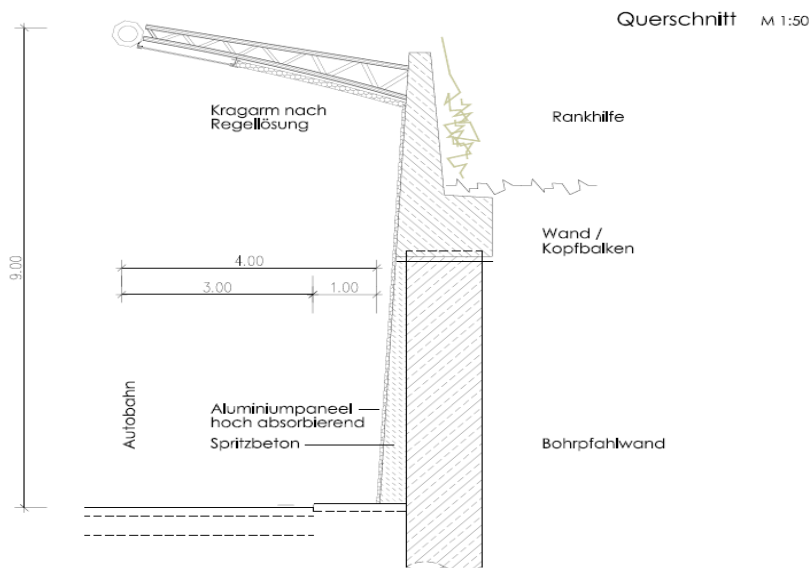 Querschnitt M 1:50
Kragarm nach
Regellösung
Rankhilfe
Wand /
Kopfbalken
9.00
4.00
3.00
1.00
Autobahn
Aluminiumpaneel
hoch absorbierend
Spritzbeton
Bohrpfahlwand